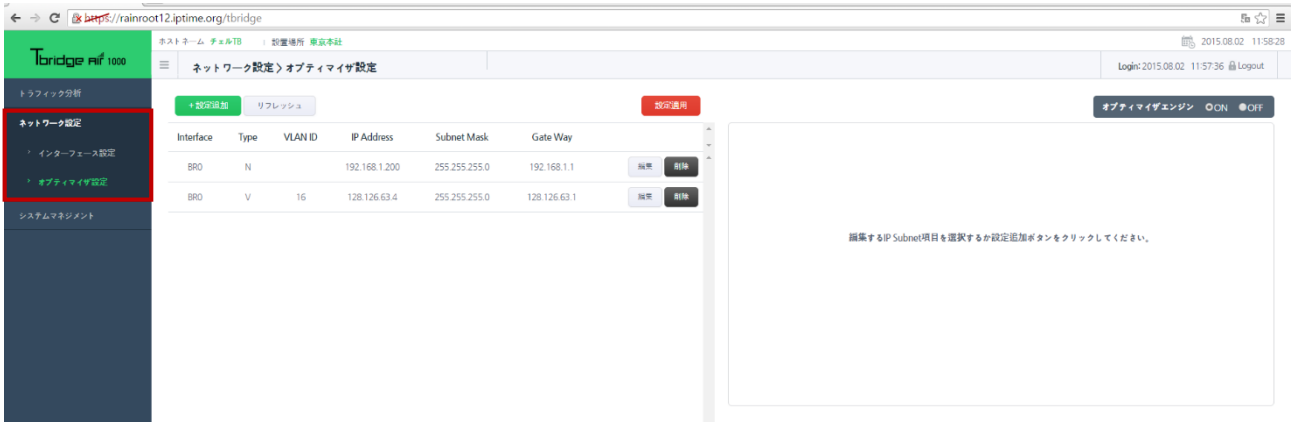 https://rainroot12.iptime.org/tbridge
Tbridge Air 1000
ホストネーム チェルTB : 設置場所 東京本社
2015.08.02 11:58:28
ネットワーク設定 > オプティマイザ設定
Login: 2015.08.02 11:57:36 Logout
トラフィック分析
ネットワーク設定
インターフェース設定
オプティマイザ設定
システムマネジメント
+設定追加 リフレッシュ 設定適用
Interface Type VLAN ID IP Address Subnet Mask Gate Way
BR0 N 192.168.1.200 255.255.255.0 192.168.1.1 編集 削除
BR0 V 16 128.126.63.4 255.255.255.0 128.126.63.1 編集 削除
オプティマイザエンジン ON OFF
編集するIP Subnet項目を選択するか設定追加ボタンをクリックしてください。